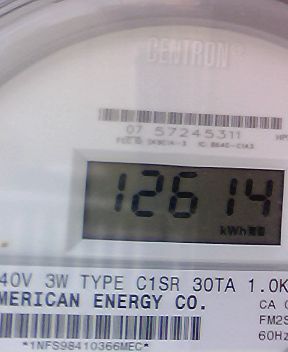 CENTRON®
07 57245311
12614
kWh
40V 3W TYPE C1SR 30TA 1.0K
MERICAN ENERGY CO.
CA
FM2S
60Hz
*1NFS98410366MEC*